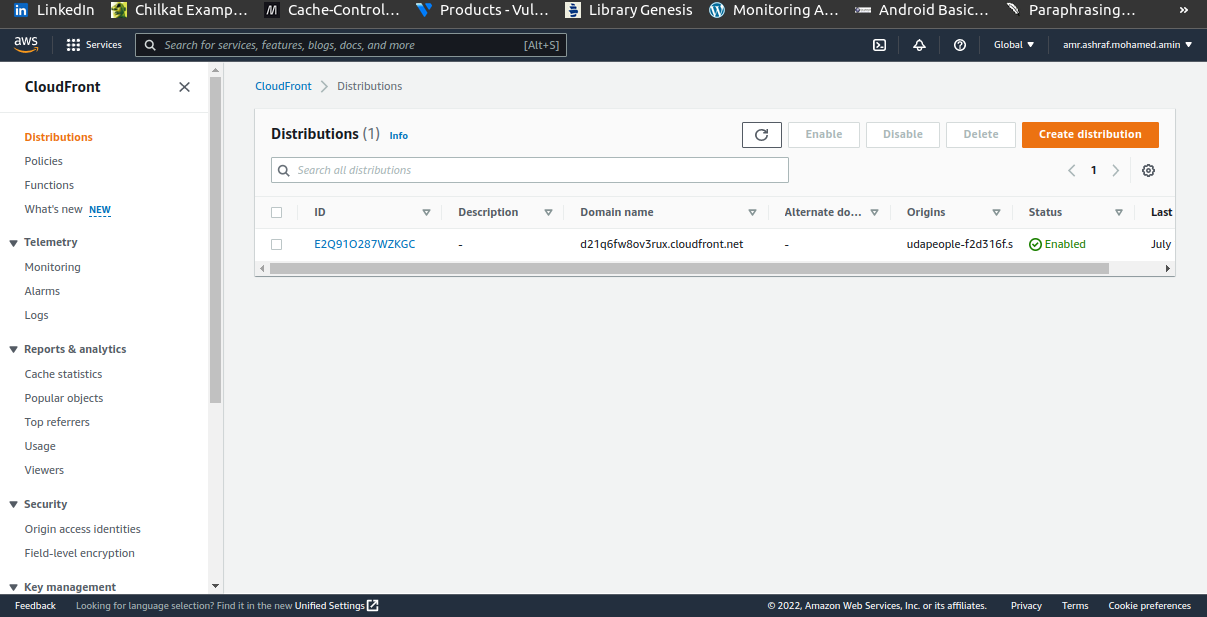 LinkedIn Chilkat Examp... Cache-Control... Products - Vul... Library Genesis Monitoring A... Android Basic... Paraphrasing... »
aws Services Search for services, features, blogs, docs, and more [Alt+S] Global ▼ amr.ashraf.mohamed.amin ▼
CloudFront
Distributions
Policies
Functions
What's new NEW
Telemetry
Monitoring
Alarms
Logs
Reports & analytics
Cache statistics
Popular objects
Top referrers
Usage
Viewers
Security
Origin access identities
Field-level encryption
Key management
CloudFront > Distributions
Distributions (1) Info Enable Disable Delete Create distribution
Search all distributions < 1 >
ID Description Domain name Alternate do... Origins Status Last
E2Q91O287WZKGC - d21q6fw8ov3rux.cloudfront.net - udapeople-f2d316f.s Enabled July
Feedback Looking for language selection? Find it in the new Unified Settings © 2022, Amazon Web Services, Inc. or its affiliates. Privacy Terms Cookie preferences